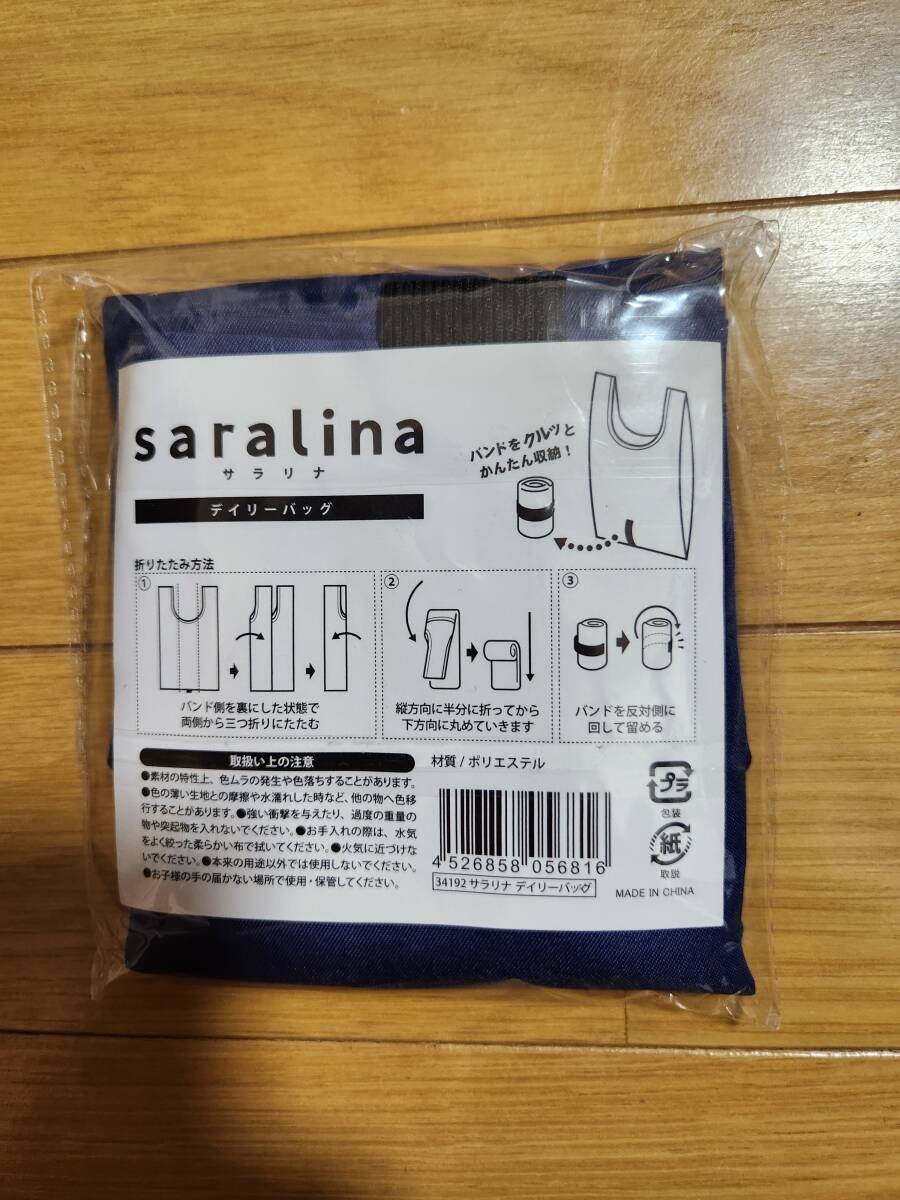 saralina
サラリナ
デイリーバッグ
バンドをクルッと
かんたん収納！
折りたたみ方法
①
バンド側を裏にした状態で
両側から三つ折りにたたむ
②
縦方向に半分に折ってから
下方向に丸めていきます
③
バンドを反対側に
回して留める
取扱い上の注意
●素材の特性上、色ムラの発生や色落ちすることがあります。
●色の薄い生地との摩擦や水濡れした時など、他の物へ色移
行することがあります。●強い衝撃を与えたり、過度の重量の
物や突起物を入れないでください。●お手入れの際は、水気
をよく絞った柔らかい布で拭いてください。●火気に近づけな
いでください。●本来の用途以外では使用しないでください。
●お子様の手の届かない場所で使用・保管してください。
材質/ポリエステル
4 526858 056816
34192 サラリナ デイリーバッグ
プラ
包装
紙
取説
MADE IN CHINA